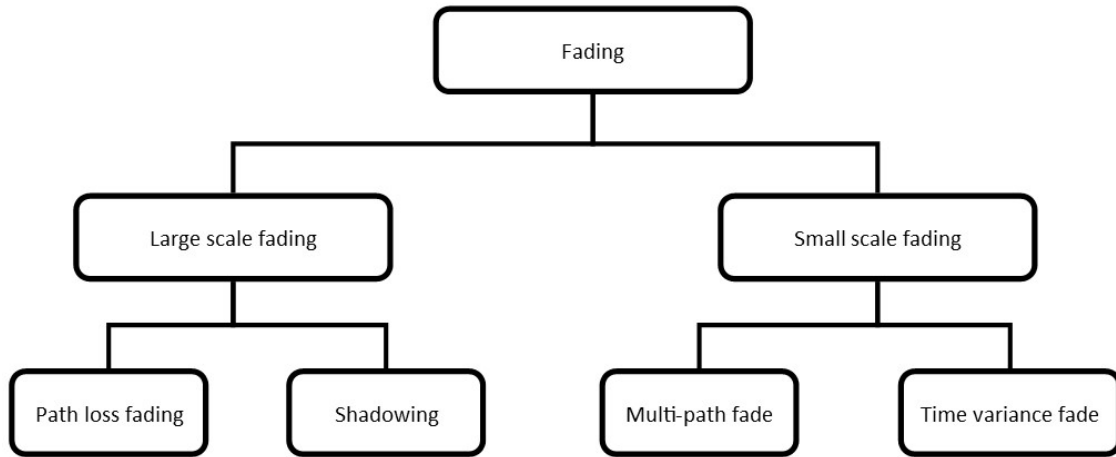 Fading
Large scale fading
Small scale fading
Path loss fading
Shadowing
Multi-path fade
Time variance fade